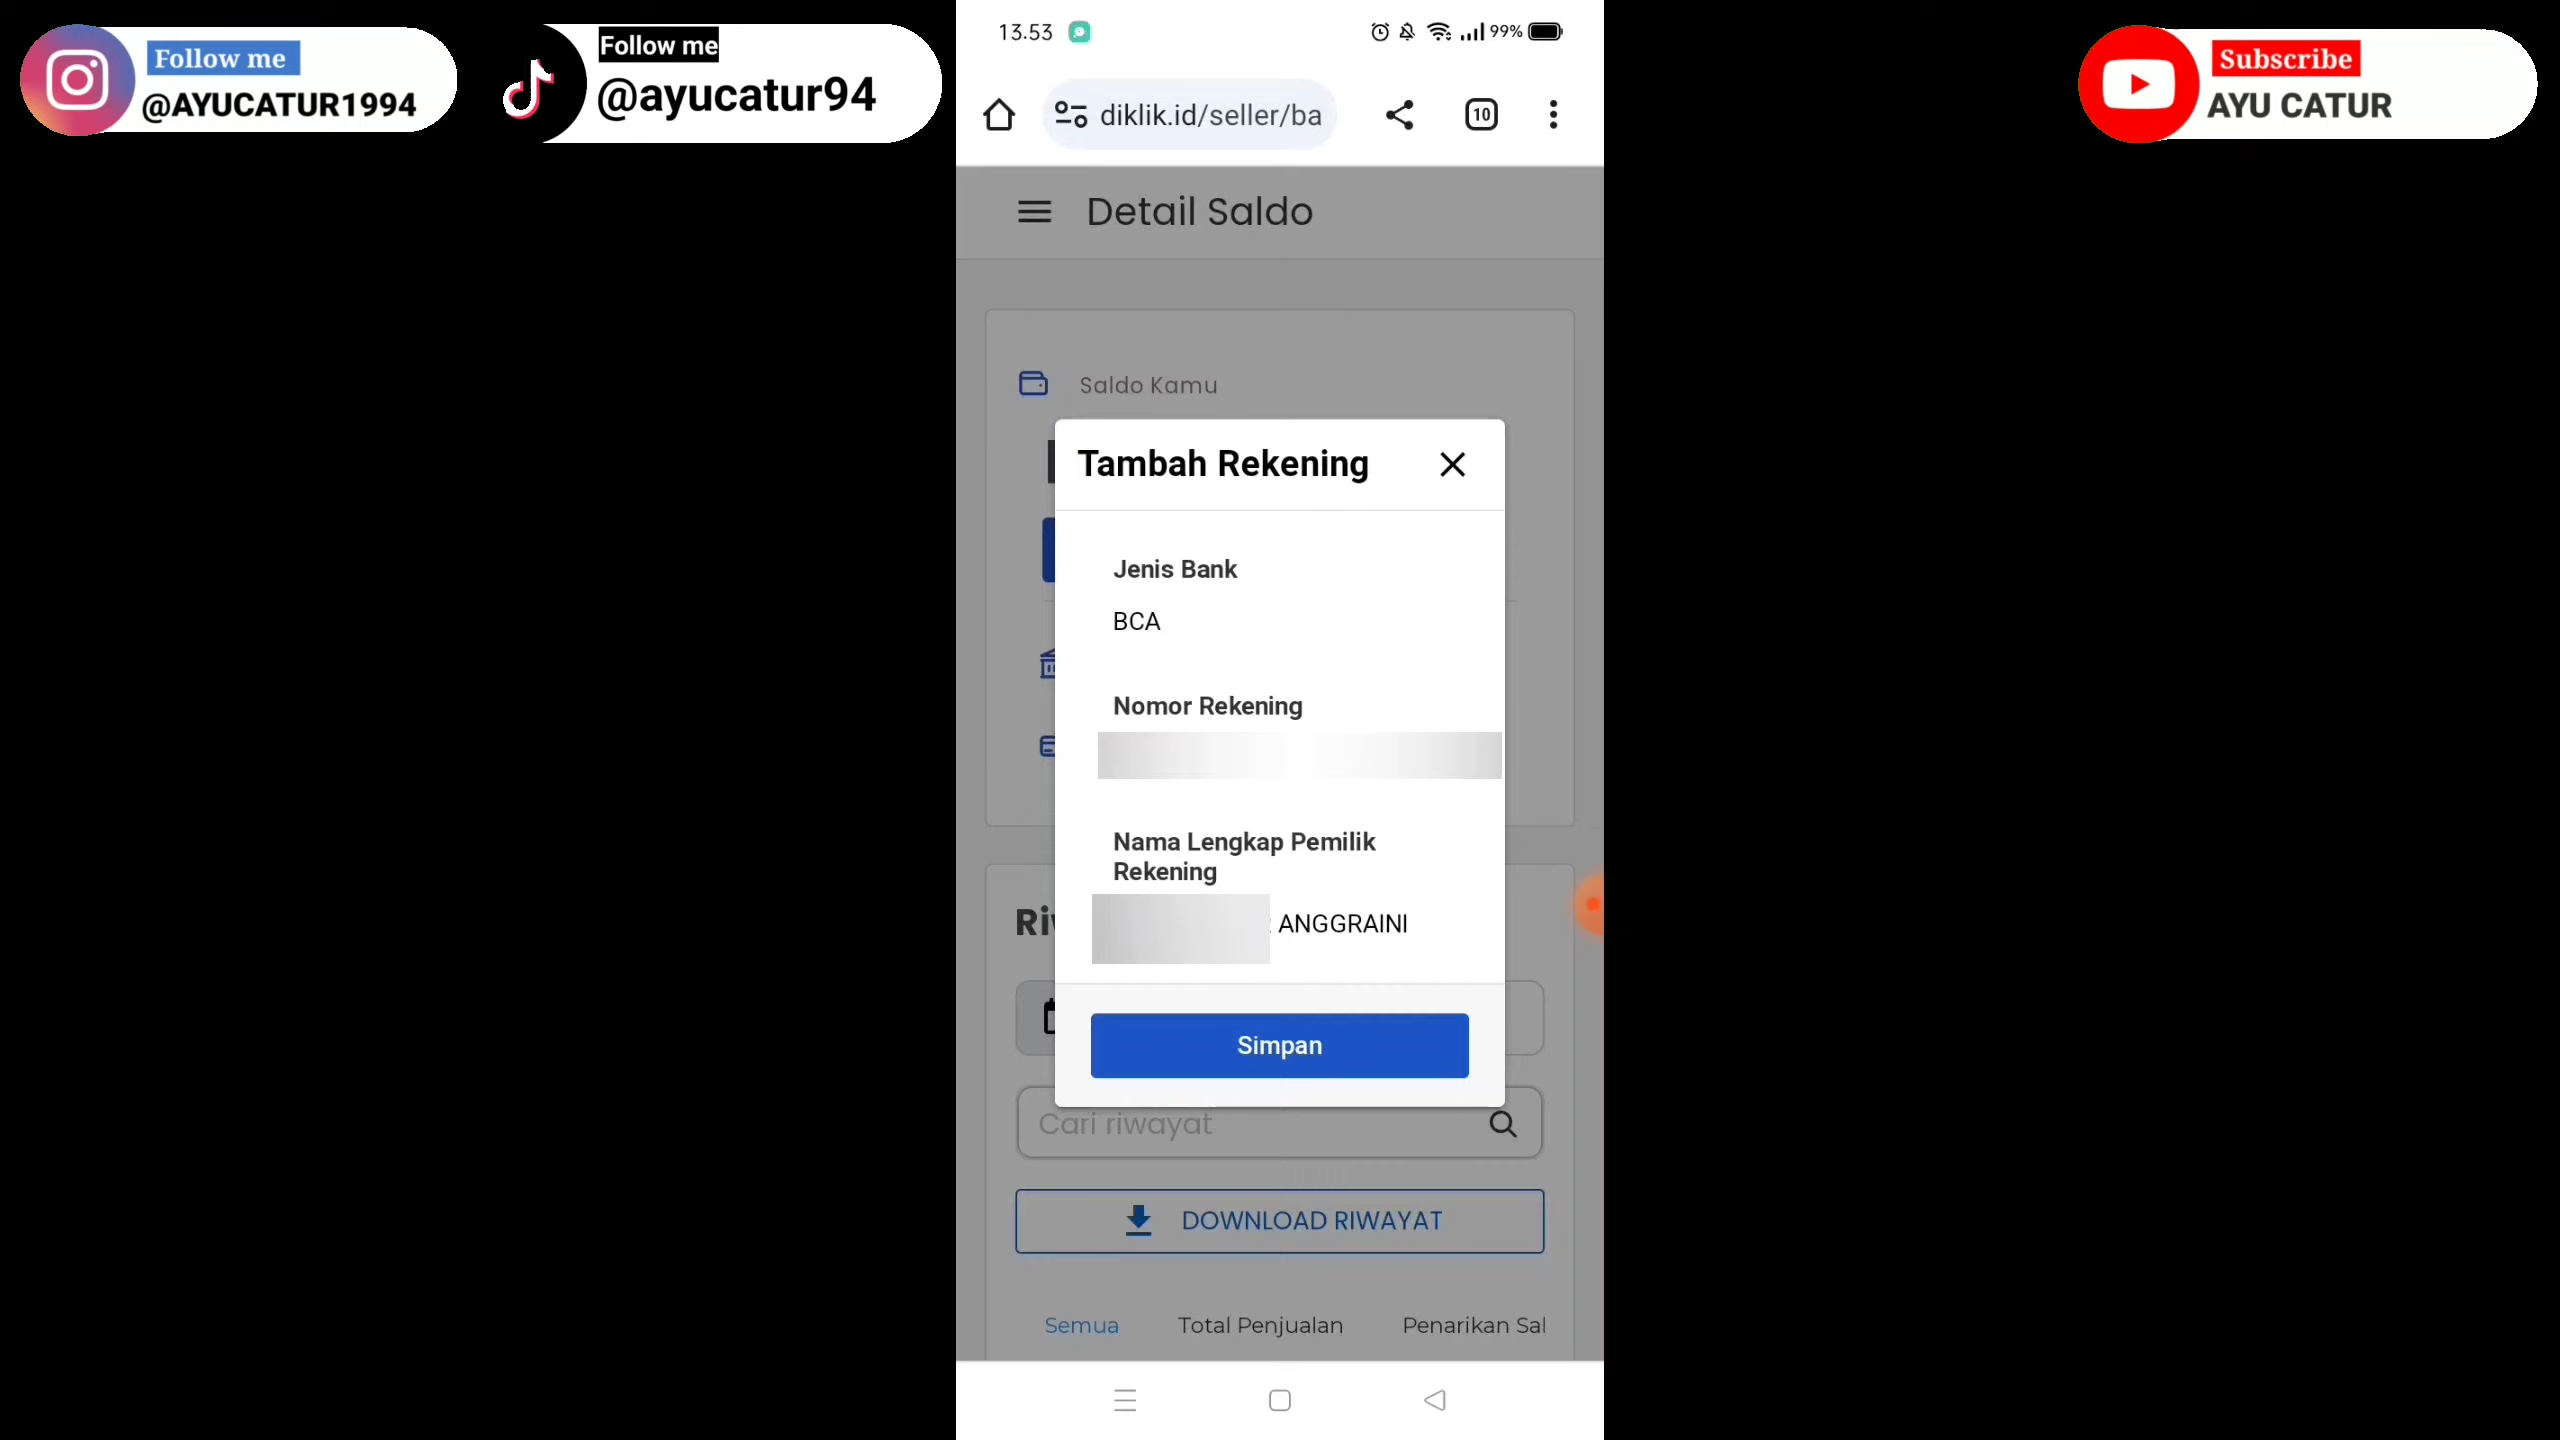 Follow me
@AYUCATUR1994
Follow me
@ayucatur94
Subscribe
AYU CATUR
13.53
99%
diklik.id/seller/ba
10
Detail Saldo
Saldo Kamu
Tambah Rekening
Jenis Bank
BCA
Nomor Rekening
Nama Lengkap Pemilik
Rekening
ANGGRAINI
Simpan
Cari riwayat
DOWNLOAD RIWAYAT
Semua
Total Penjualan
Penarikan Sal